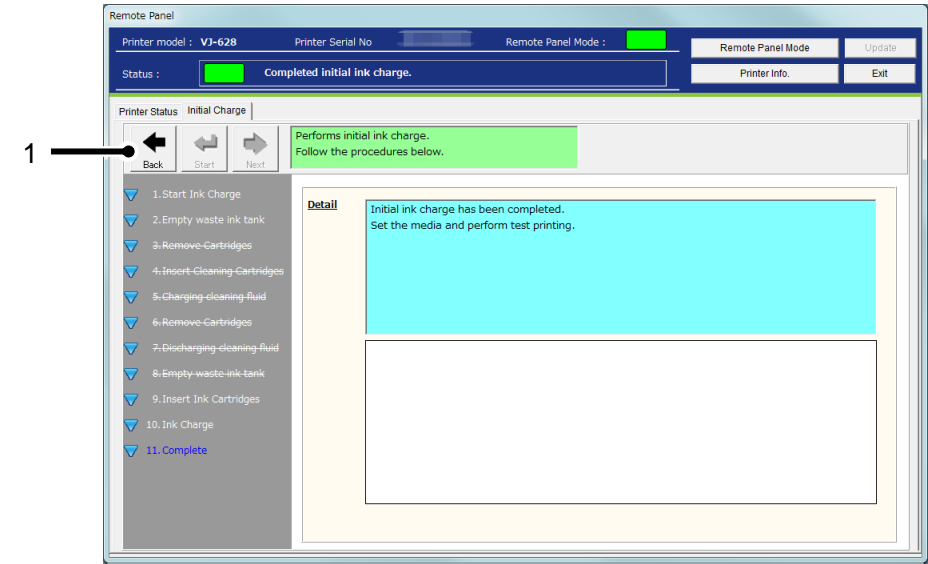 Remote Panel
Printer model : VJ-628 Printer Serial No Remote Panel Mode :
Remote Panel Mode Update
Status : Completed initial ink charge.
Printer Info. Exit
Printer Status Initial Charge
1
Back Start Next
Performs initial ink charge.
Follow the procedures below.
1.Start Ink Charge
2.Empty waste ink tank
3.Remove Cartridges
4.Insert Cleaning Cartridges
5.Charging cleaning fluid
6.Remove Cartridges
7.Discharging cleaning fluid
8.Empty waste ink tank
9.Insert Ink Cartridges
10.Ink Charge
11.Complete
Detail
Initial ink charge has been completed.
Set the media and perform test printing.